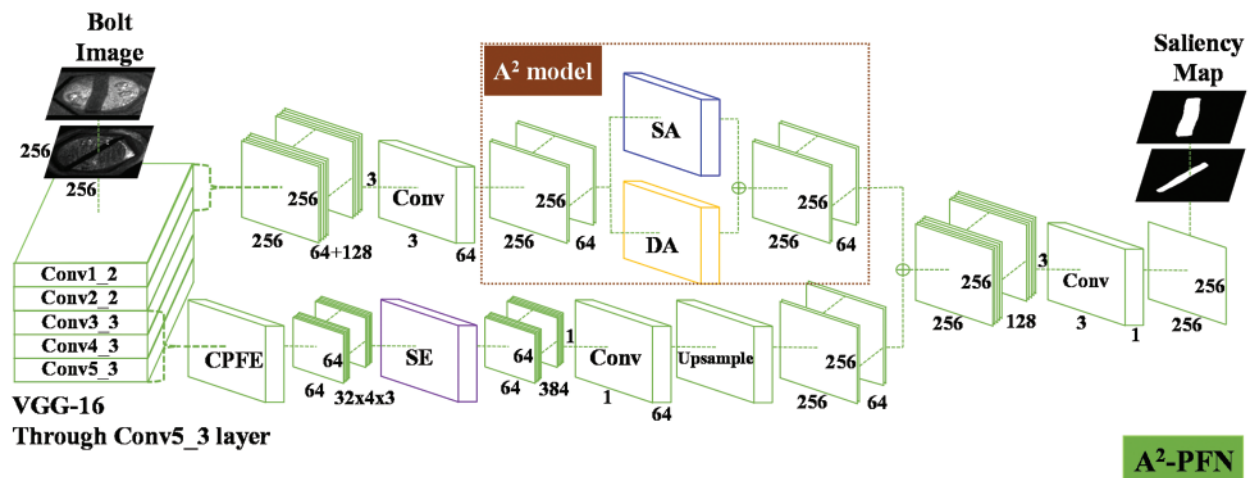 Bolt
Image
256
256
Conv1_2
Conv2_2
Conv3_3
Conv4_3
Conv5_3
VGG-16
Through Conv5_3 layer
256
256
64+128
3
Conv
3
64
A² model
256
256
64
SA
DA
256
256
64
CPFE
64
64
32x4x3
SE
64
64
384
1
Conv
1
64
Upsample
256
256
64
256
256
128
3
Conv
3
1
256
256
Saliency
Map
A²-PFN